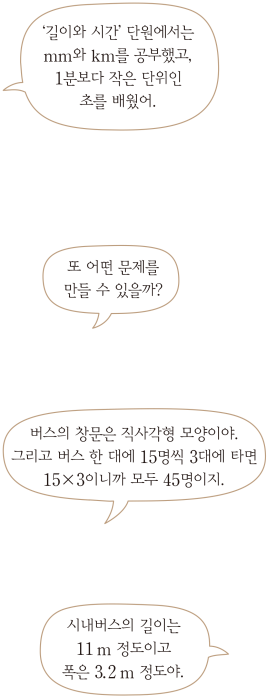 ‘길이와 시간’ 단원에서는
mm와 km를 공부했고,
1분보다 작은 단위인
초를 배웠어.
또 어떤 문제를
만들 수 있을까?
버스의 창문은 직사각형 모양이야.
그리고 버스 한 대에 15명씩 3대에 타면
15×3이니까 모두 45명이지.
시내버스의 길이는
11 m 정도이고
폭은 3.2 m 정도야.